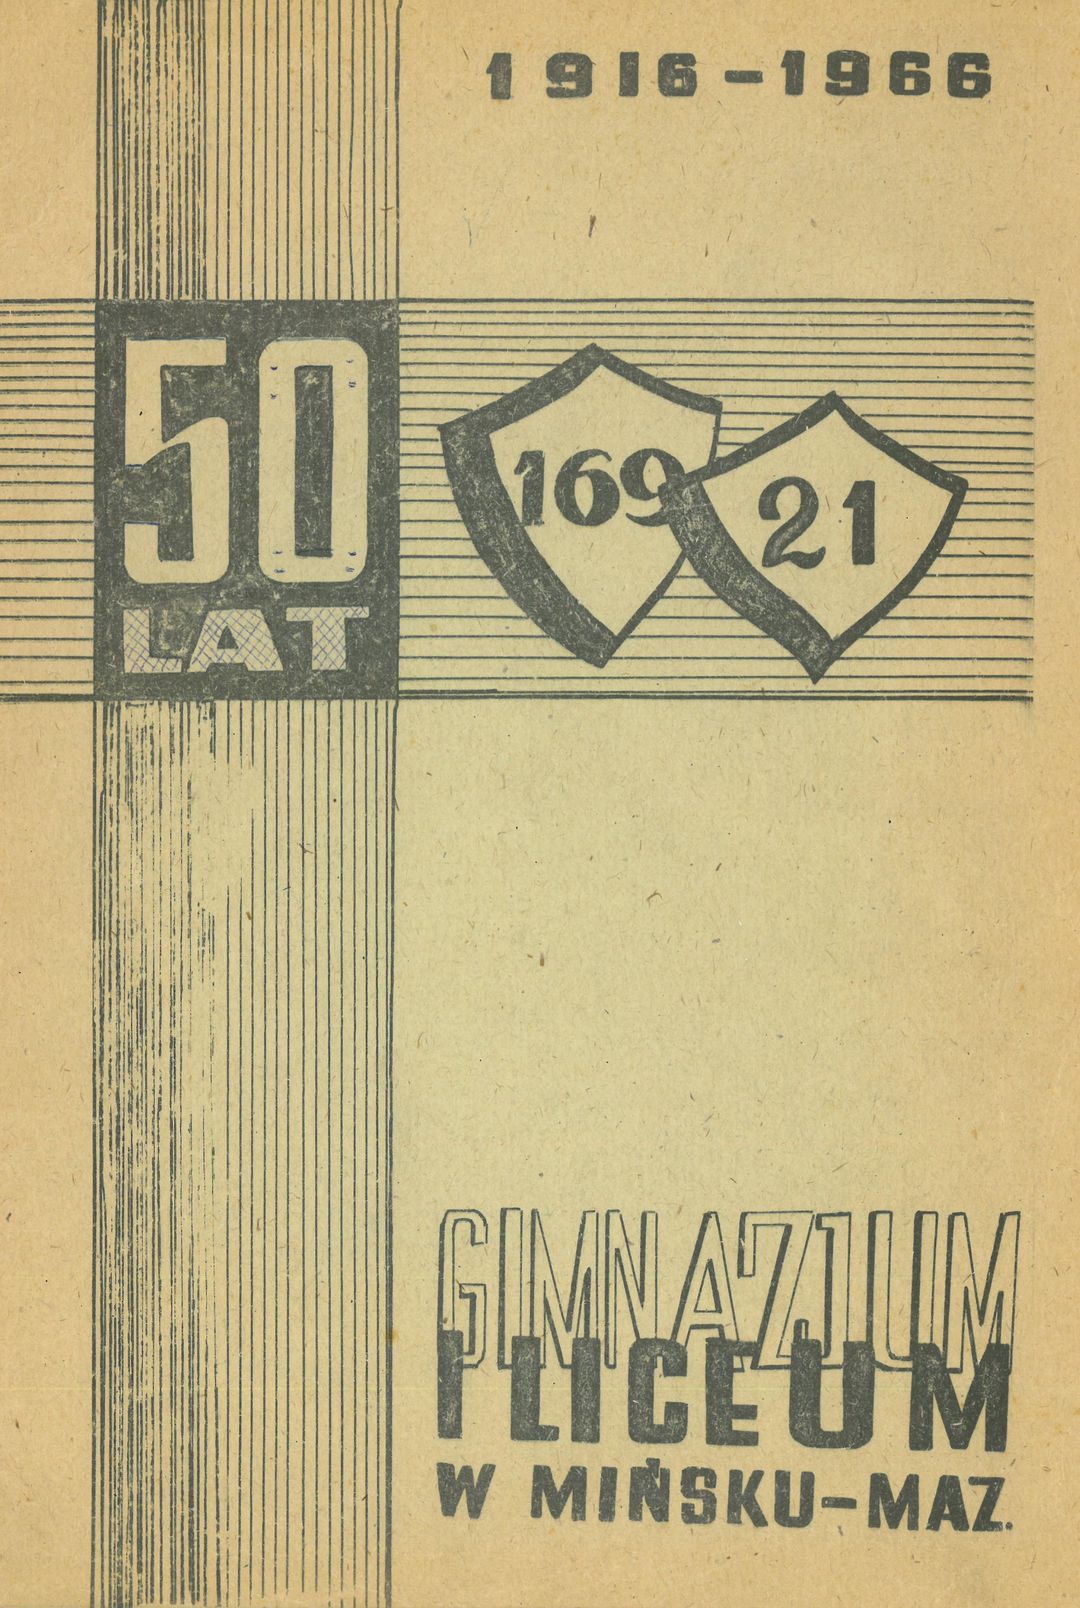 1916-1966
50
LAT
169
21
GIMNAZJUM
I LICEUM
W MIŃSKU-MAZ.